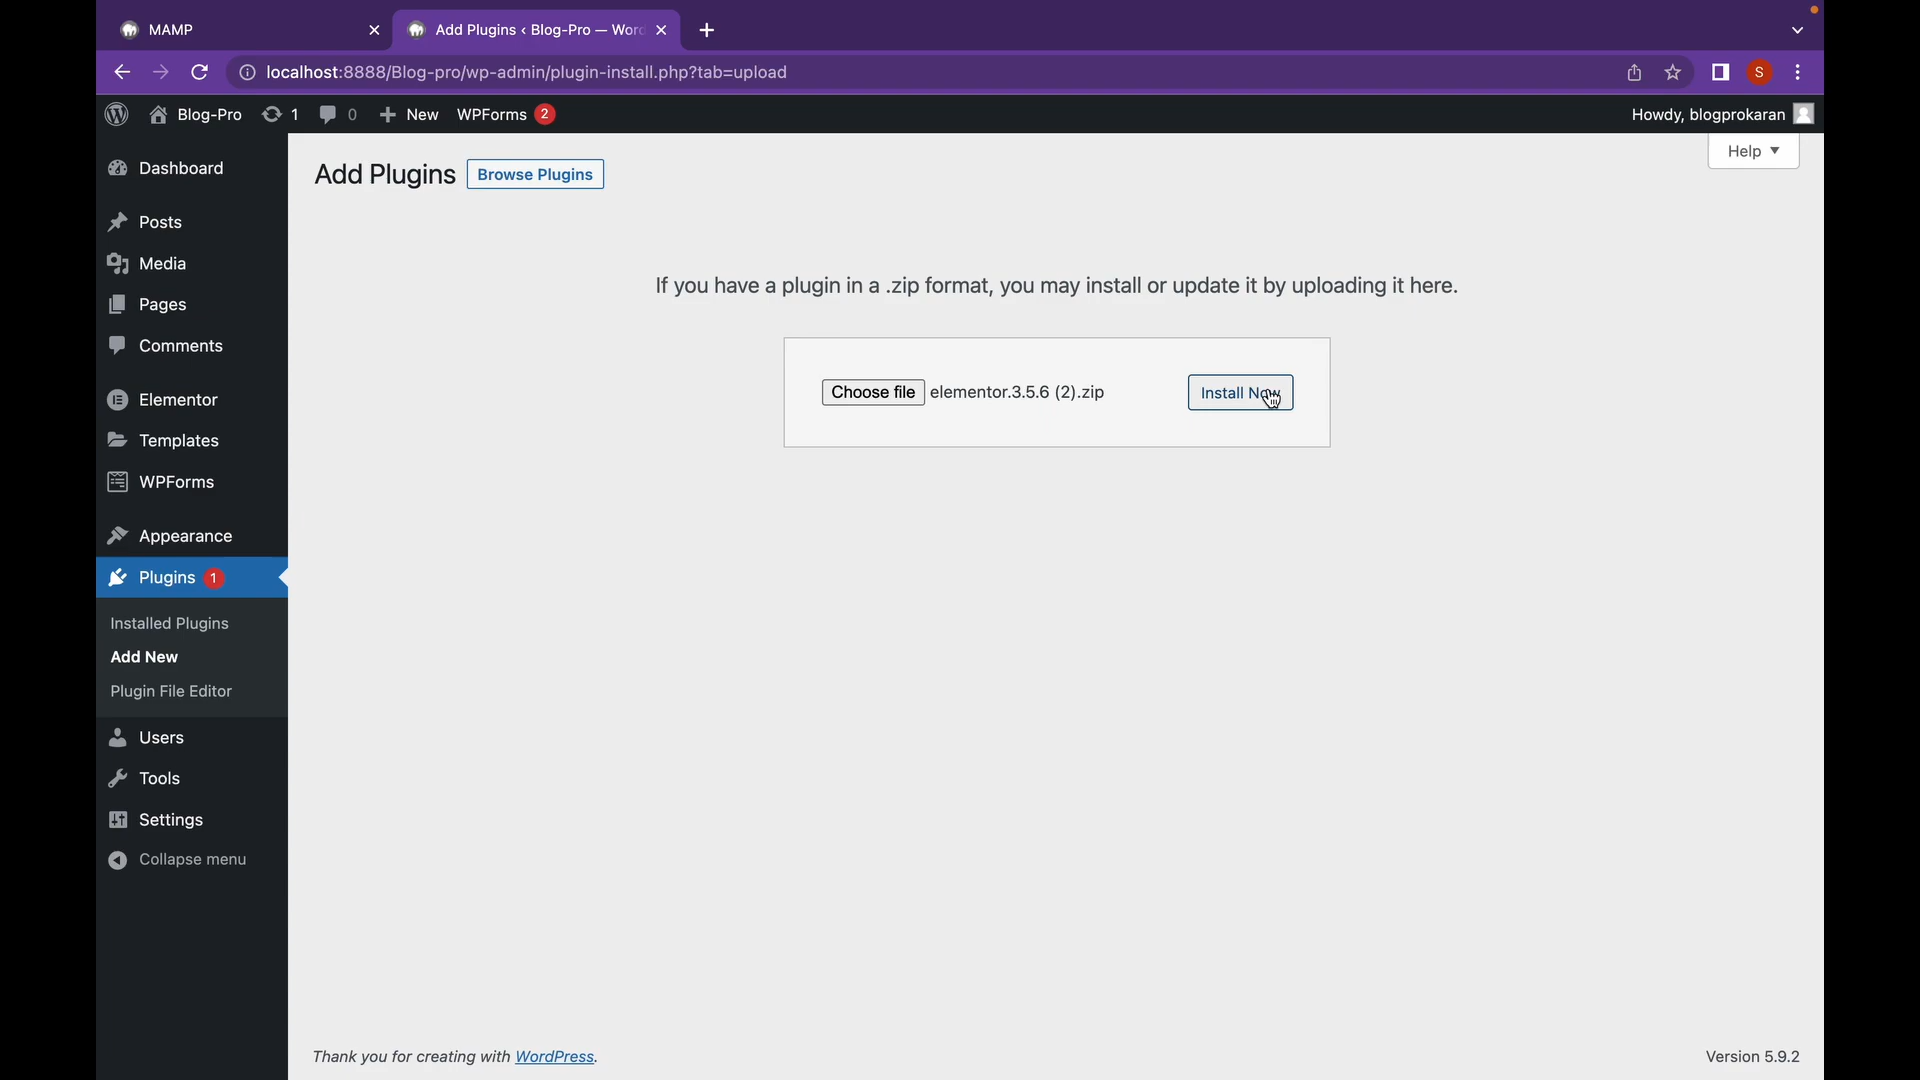 MAMP
Add Plugins ‹ Blog-Pro — Wor
localhost:8888/Blog-pro/wp-admin/plugin-install.php?tab=upload
S
Blog-Pro 1 0 New WPForms 2
Howdy, blogprokaran
Help
Dashboard
Posts
Media
Pages
Comments
Elementor
Templates
WPForms
Appearance
Plugins 1
Installed Plugins
Add New
Plugin File Editor
Users
Tools
Settings
Collapse menu
Add Plugins Browse Plugins
If you have a plugin in a .zip format, you may install or update it by uploading it here.
Choose file elementor.3.5.6 (2).zip Install Now
Thank you for creating with WordPress.
Version 5.9.2